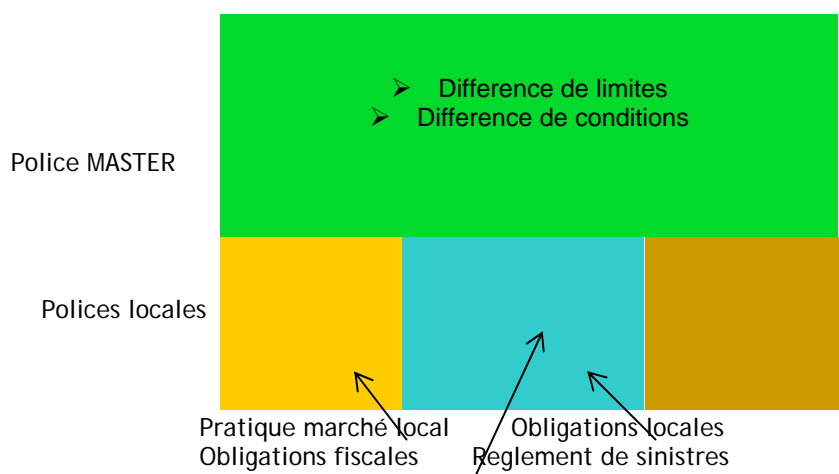 ➢ Difference de limites
➢ Difference de conditions
Police MASTER
Polices locales
Pratique marché local
Obligations fiscales
Obligations locales
Reglement de sinistres